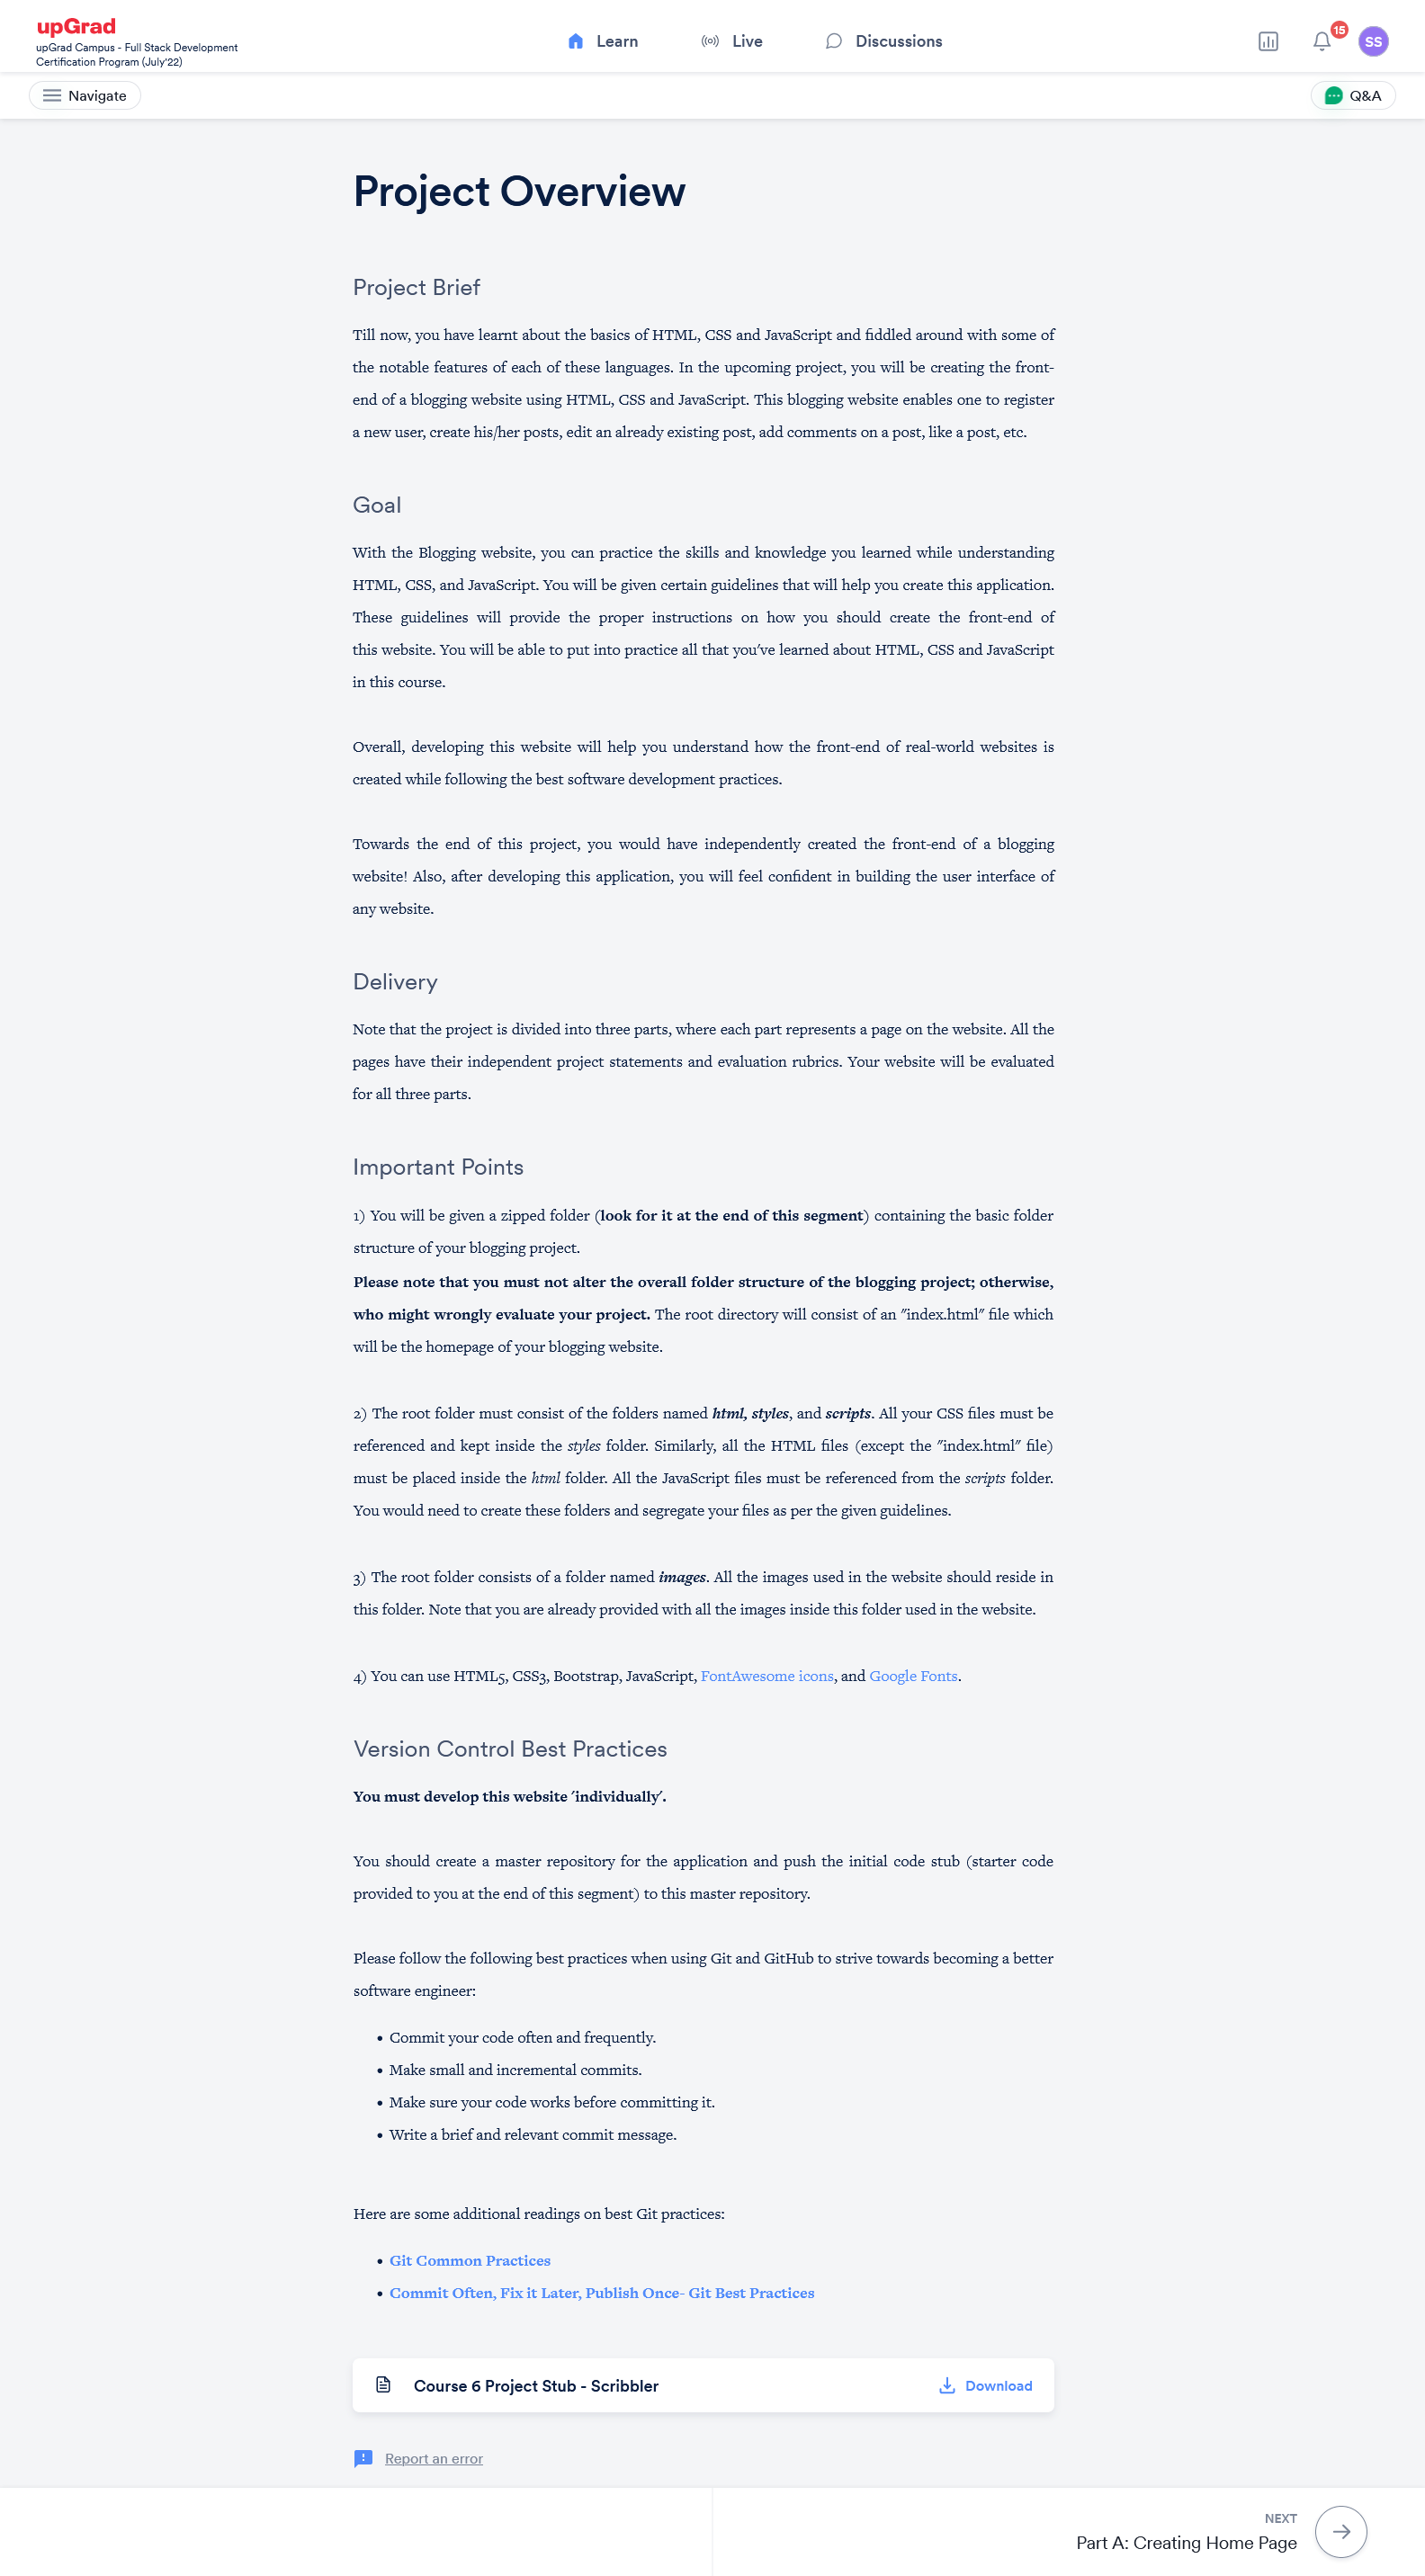 upGrad
upGrad Campus - Full Stack Development
Certification Program (July'22)
Learn
Live
Discussions
15
SS
Navigate
Q&A
Project Overview
Project Brief
Till now, you have learnt about the basics of HTML, CSS and JavaScript and fiddled around with some of
the notable features of each of these languages. In the upcoming project, you will be creating the front-
end of a blogging website using HTML, CSS and JavaScript. This blogging website enables one to register
a new user, create his/her posts, edit an already existing post, add comments on a post, like a post, etc.
Goal
With the Blogging website, you can practice the skills and knowledge you learned while understanding
HTML, CSS, and JavaScript. You will be given certain guidelines that will help you create this application.
These guidelines will provide the proper instructions on how you should create the front-end of
this website. You will be able to put into practice all that you've learned about HTML, CSS and JavaScript
in this course.
Overall, developing this website will help you understand how the front-end of real-world websites is
created while following the best software development practices.
Towards the end of this project, you would have independently created the front-end of a blogging
website! Also, after developing this application, you will feel confident in building the user interface of
any website.
Delivery
Note that the project is divided into three parts, where each part represents a page on the website. All the
pages have their independent project statements and evaluation rubrics. Your website will be evaluated
for all three parts.
Important Points
1) You will be given a zipped folder (look for it at the end of this segment) containing the basic folder
structure of your blogging project.
Please note that you must not alter the overall folder structure of the blogging project; otherwise,
who might wrongly evaluate your project. The root directory will consist of an "index.html" file which
will be the homepage of your blogging website.
2) The root folder must consist of the folders named html, styles, and scripts. All your CSS files must be
referenced and kept inside the styles folder. Similarly, all the HTML files (except the "index.html" file)
must be placed inside the html folder. All the JavaScript files must be referenced from the scripts folder.
You would need to create these folders and segregate your files as per the given guidelines.
3) The root folder consists of a folder named images. All the images used in the website should reside in
this folder. Note that you are already provided with all the images inside this folder used in the website.
4) You can use HTML5, CSS3, Bootstrap, JavaScript, FontAwesome icons, and Google Fonts.
Version Control Best Practices
You must develop this website 'individually'.
You should create a master repository for the application and push the initial code stub (starter code
provided to you at the end of this segment) to this master repository.
Please follow the following best practices when using Git and GitHub to strive towards becoming a better
software engineer:
• Commit your code often and frequently.
• Make small and incremental commits.
• Make sure your code works before committing it.
• Write a brief and relevant commit message.
Here are some additional readings on best Git practices:
• Git Common Practices
• Commit Often, Fix it Later, Publish Once- Git Best Practices
Course 6 Project Stub - Scribbler
Download
Report an error
NEXT
Part A: Creating Home Page